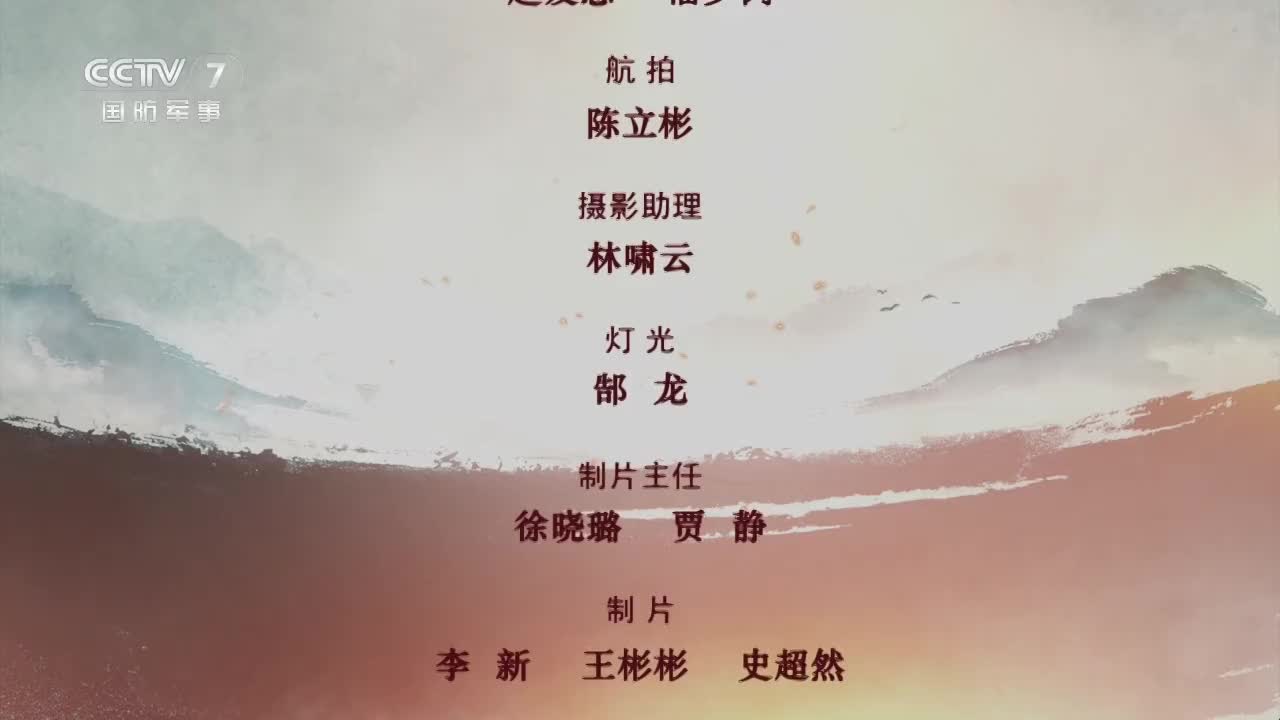 CCTV 7
国防军事
航 拍
陈立彬
摄影助理
林啸云
灯 光
郜 龙
制片主任
徐晓璐 贾 静
制 片
李 新 王彬彬 史超然